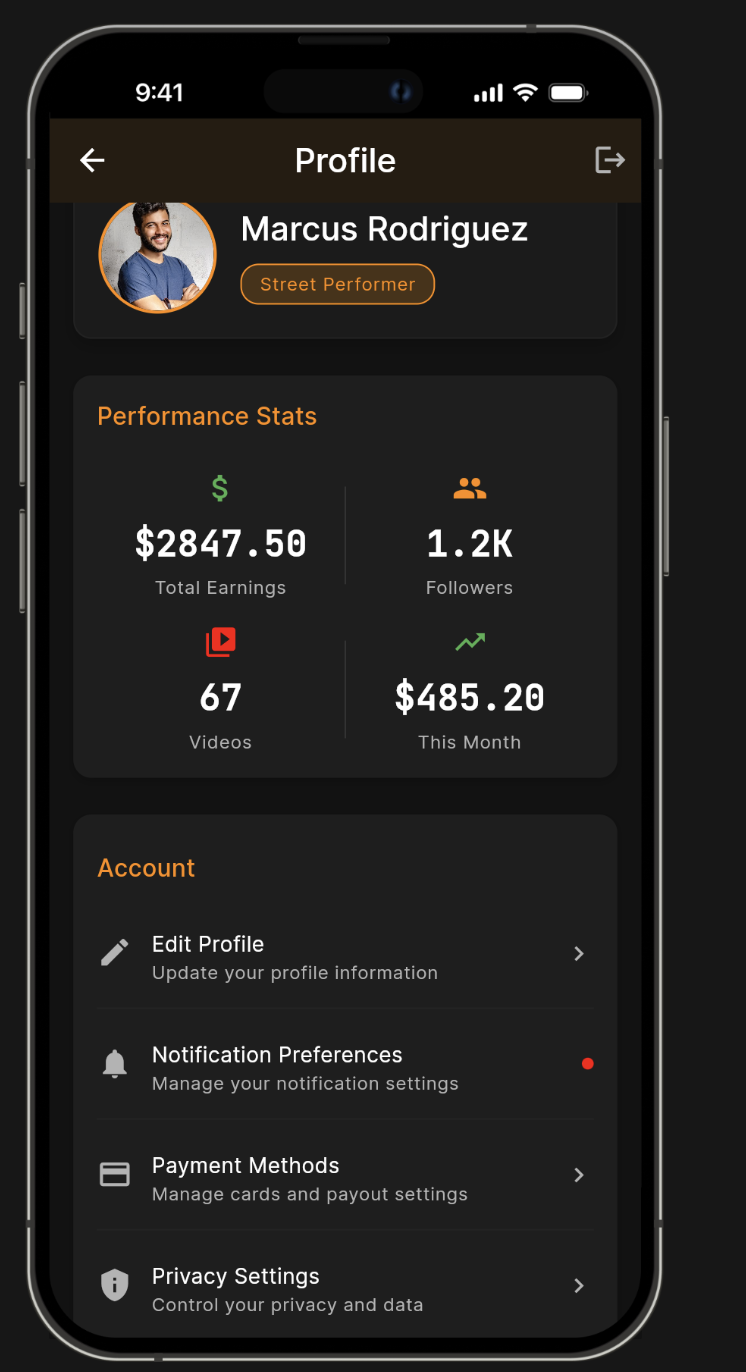 9:41
Profile
Marcus Rodriguez
Street Performer
Performance Stats
$
$2847.50
1.2K
Total Earnings
Followers
67
$485.20
Videos
This Month
Account
Edit Profile
Update your profile information
Notification Preferences
Manage your notification settings
Payment Methods
Manage cards and payout settings
Privacy Settings
Control your privacy and data